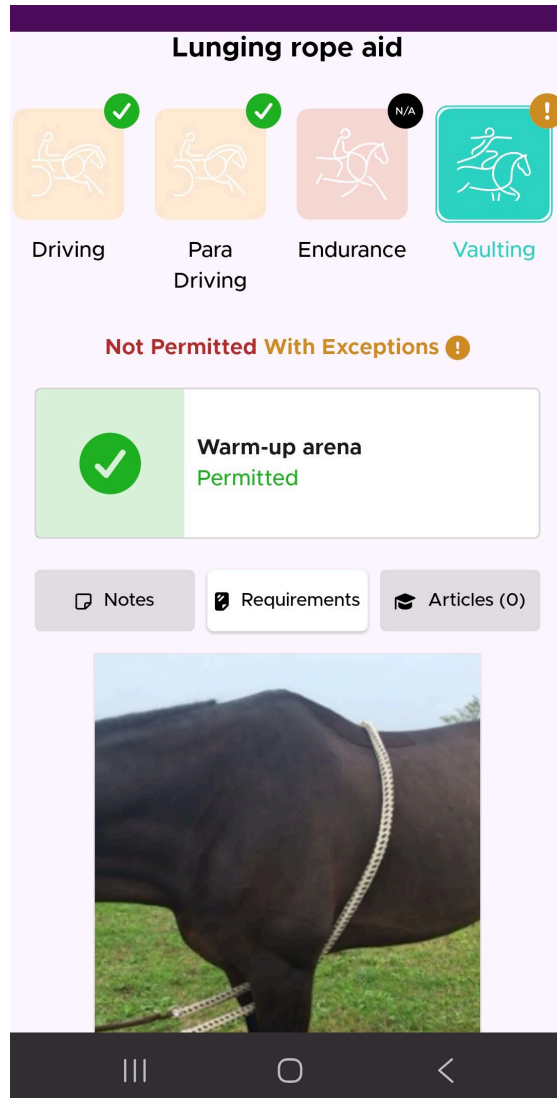 Lunging rope aid
N/A
Driving
Para
Driving
Endurance
Vaulting
Not Permitted With Exceptions
Warm-up arena
Permitted
Notes
Requirements
Articles (0)